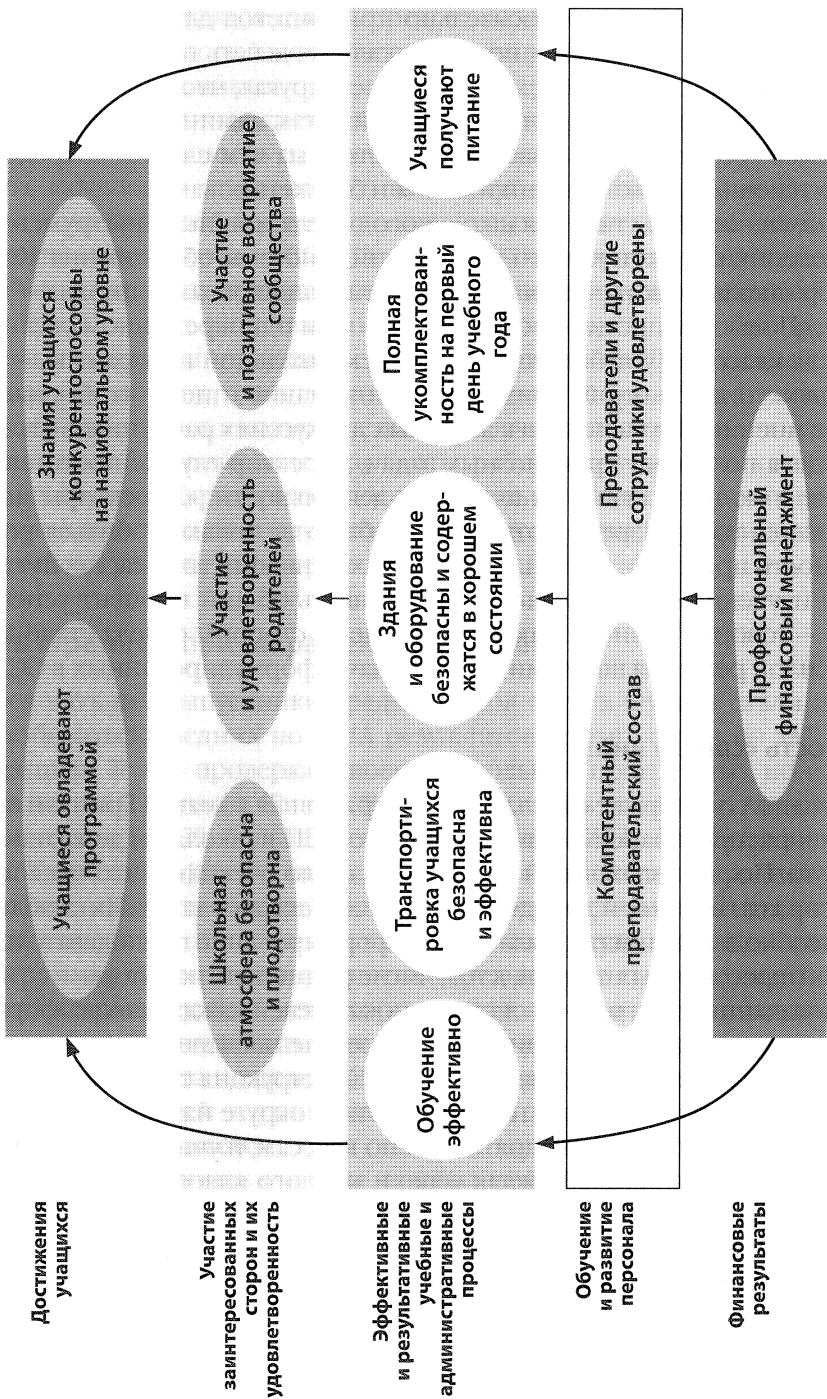 Достижения
учащихся
Учащиеся овладевают
программой
Знания учащихся
конкурентоспособны
на национальном уровне
Участие
заинтересованных
сторон и их
удовлетворенность
Школьная
атмосфера безопасна
и плодотворна
Участие
и удовлетворенность
родителей
Участие
и позитивное восприятие
сообщества
Эффективные
и результативные
учебные и
административные
процессы
Обучение
эффективно
Транспорти-
ровка учащихся
безопасна
и эффективна
Здания
и оборудование
безопасны и содер-
жатся в хорошем
состоянии
Полная
укомплектован-
ность на первый
день учебного
года
Учащиеся
получают
питание
Обучение
и развитие
персонала
Компетентный
преподавательский состав
Преподаватели и другие
сотрудники удовлетворены
Финансовые
результаты
Профессиональный
финансовый менеджмент